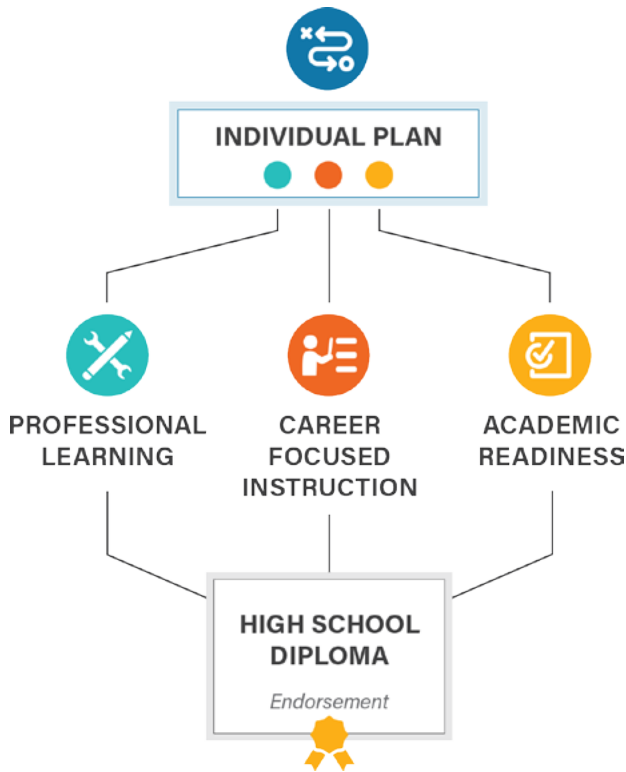 INDIVIDUAL PLAN
PROFESSIONAL
LEARNING
CAREER
FOCUSED
INSTRUCTION
ACADEMIC
READINESS
HIGH SCHOOL
DIPLOMA
Endorsement